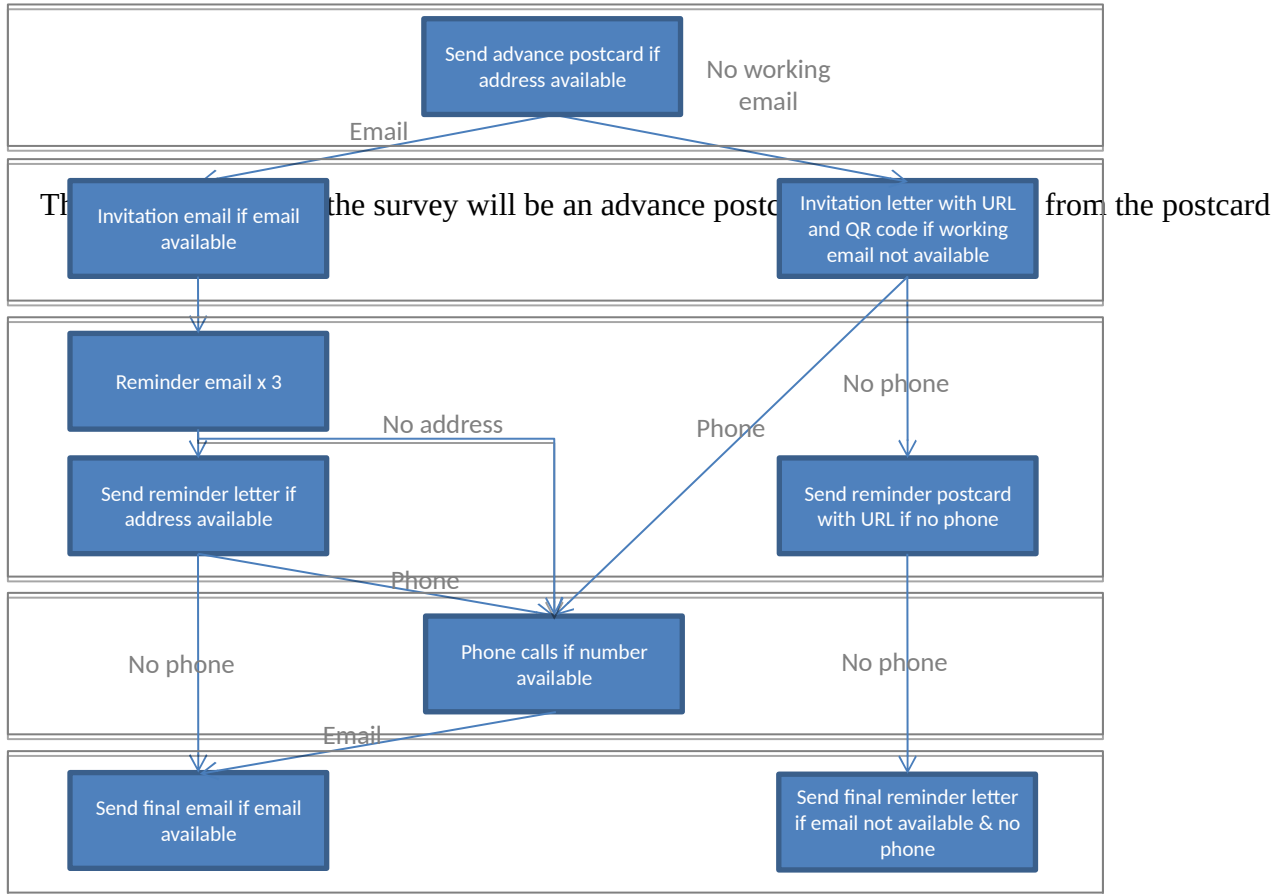 Send advance postcard if
address available
No working
email
Email
the survey will be an advance
from the postcard
Invitation email if email
available
Invitation letter with URL
and QR code if working
email not available
Reminder email x 3
No phone
No address
Phone
Send reminder letter if
address available
Send reminder postcard
with URL if no phone
Phone
Phone calls if number
available
No phone
No phone
Email
Send final email if email
available
Send final reminder letter
if email not available & no
phone